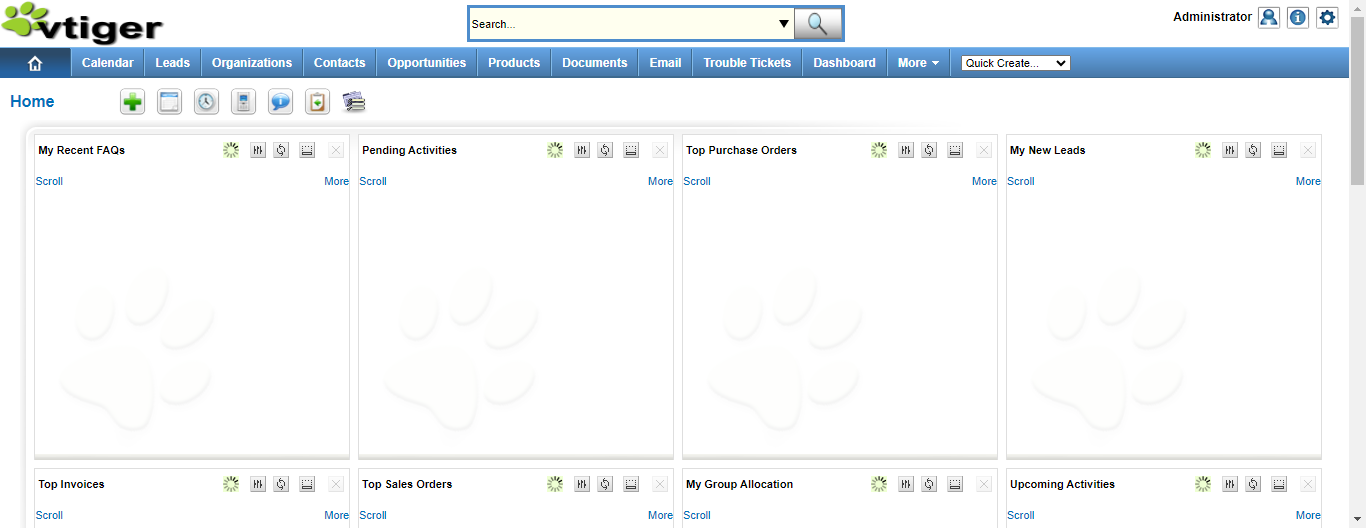 vtiger
Search...
Administrator
Calendar Leads Organizations Contacts Opportunities Products Documents Email Trouble Tickets Dashboard More Quick Create...
Home
My Recent FAQs Pending Activities Top Purchase Orders My New Leads
Scroll More Scroll More Scroll More Scroll More
Top Invoices Top Sales Orders My Group Allocation Upcoming Activities
Scroll More Scroll More Scroll More Scroll More